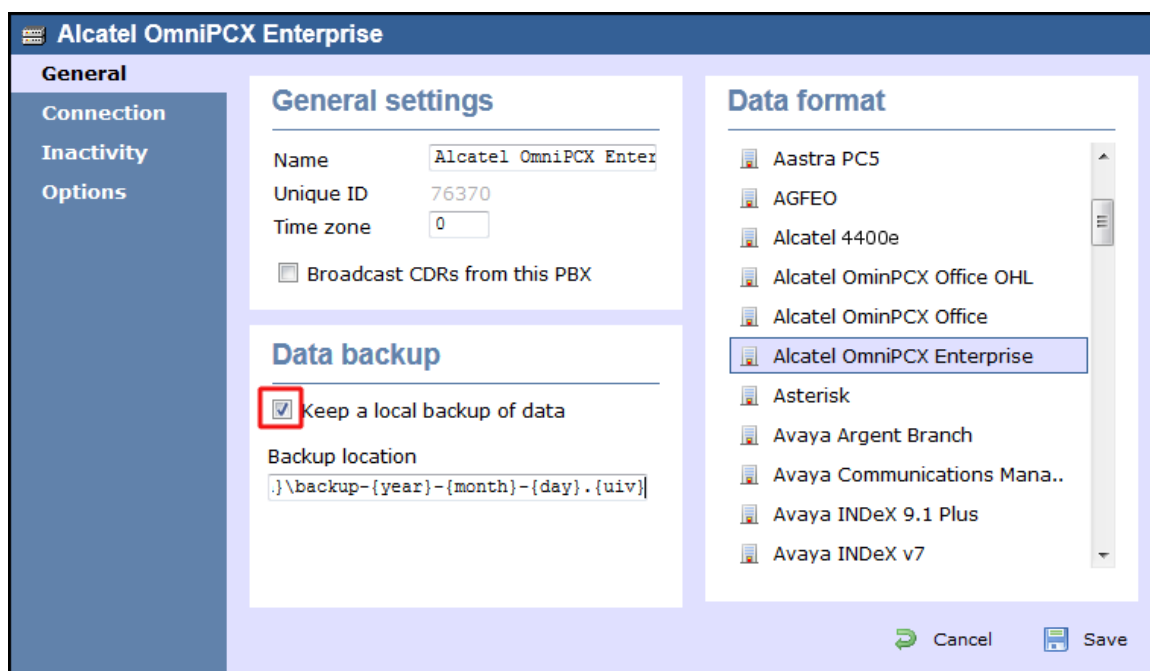 Alcatel OmniPCX Enterprise
General
Connection
Inactivity
Options
General settings
Name
Alcatel OmniPCX Enter
Unique ID
76370
Time zone
0
Broadcast CDRs from this PBX
Data backup
Keep a local backup of data
Backup location
.}\backup-{year}-{month}-{day}.{uiv}
Data format
Aastra PC5
AGFEO
Alcatel 4400e
Alcatel OminPCX Office OHL
Alcatel OminPCX Office
Alcatel OmniPCX Enterprise
Asterisk
Avaya Argent Branch
Avaya Communications Mana..
Avaya INDeX 9.1 Plus
Avaya INDeX v7
Cancel
Save